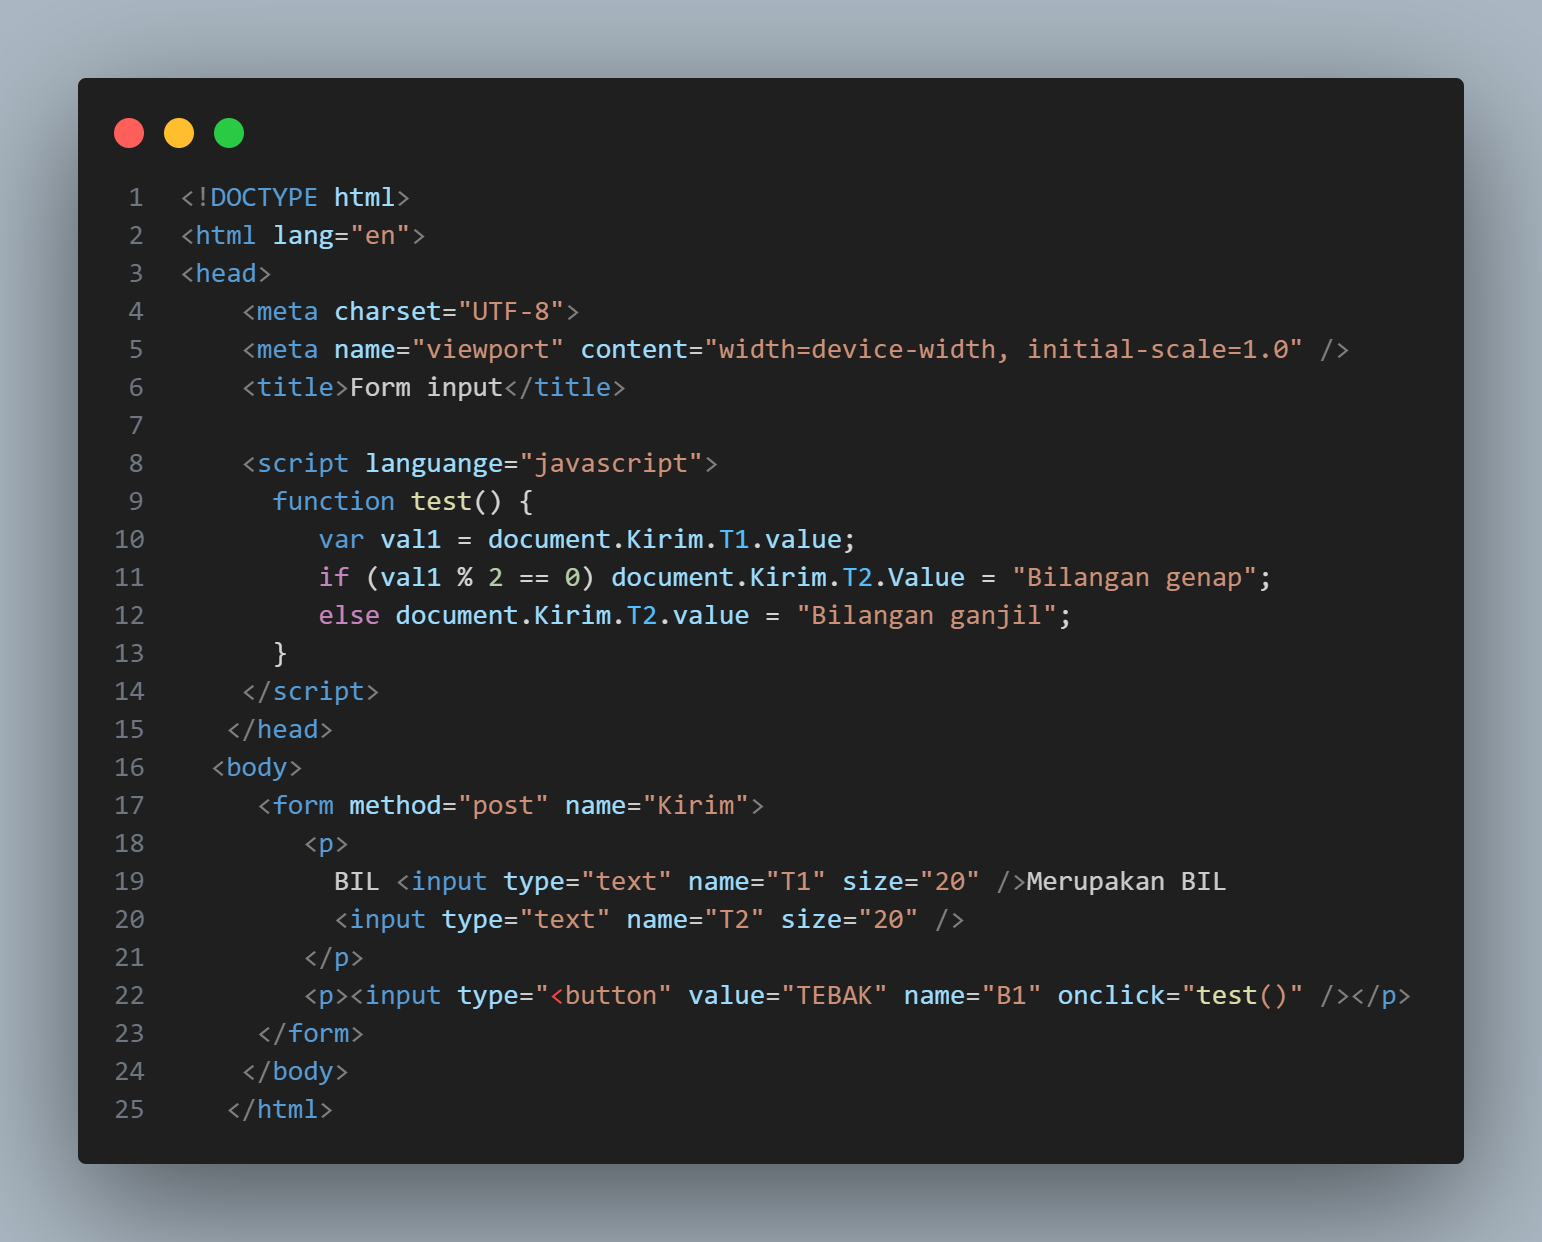 1 <!DOCTYPE html>
2 <html lang="en">
3 <head>
4     <meta charset="UTF-8">
5     <meta name="viewport" content="width=device-width, initial-scale=1.0" />
6     <title>Form input</title>
7
8     <script languange="javascript">
9       function test() {
10          var val1 = document.Kirim.T1.value;
11          if (val1 % 2 == 0) document.Kirim.T2.Value = "Bilangan genap";
12          else document.Kirim.T2.value = "Bilangan ganjil";
13       }
14     </script>
15    </head>
16   <body>
17      <form method="post" name="Kirim">
18         <p>
19           BIL <input type="text" name="T1" size="20" />Merupakan BIL
20           <input type="text" name="T2" size="20" />
21         </p>
22         <p><input type="<button" value="TEBAK" name="B1" onclick="test()" /></p>
23      </form>
24     </body>
25    </html>